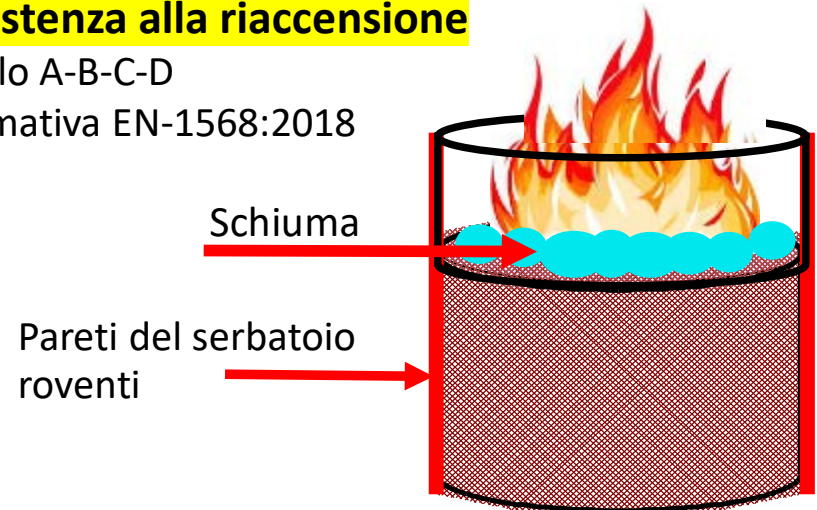 stenza alla riaccensione
lo A-B-C-D
mativa EN-1568:2018
Schiuma
Pareti del serbatoio
roventi